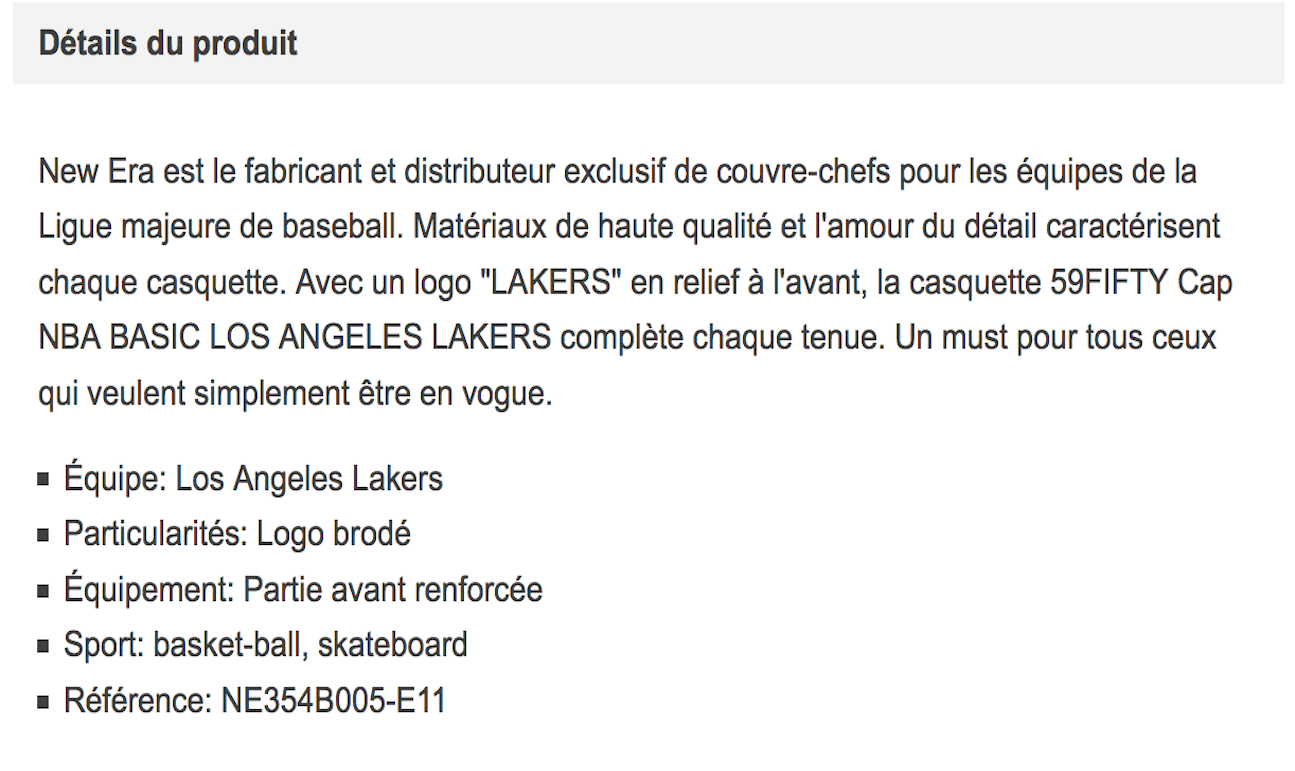 Détails du produit
New Era est le fabricant et distributeur exclusif de couvre-chefs pour les équipes de la
Ligue majeure de baseball. Matériaux de haute qualité et l'amour du détail caractérisent
chaque casquette. Avec un logo "LAKERS" en relief à l'avant, la casquette 59FIFTY Cap
NBA BASIC LOS ANGELES LAKERS complète chaque tenue. Un must pour tous ceux
qui veulent simplement être en vogue.
▪ Équipe: Los Angeles Lakers
▪ Particularités: Logo brodé
▪ Équipement: Partie avant renforcée
▪ Sport: basket-ball, skateboard
▪ Référence: NE354B005-E11